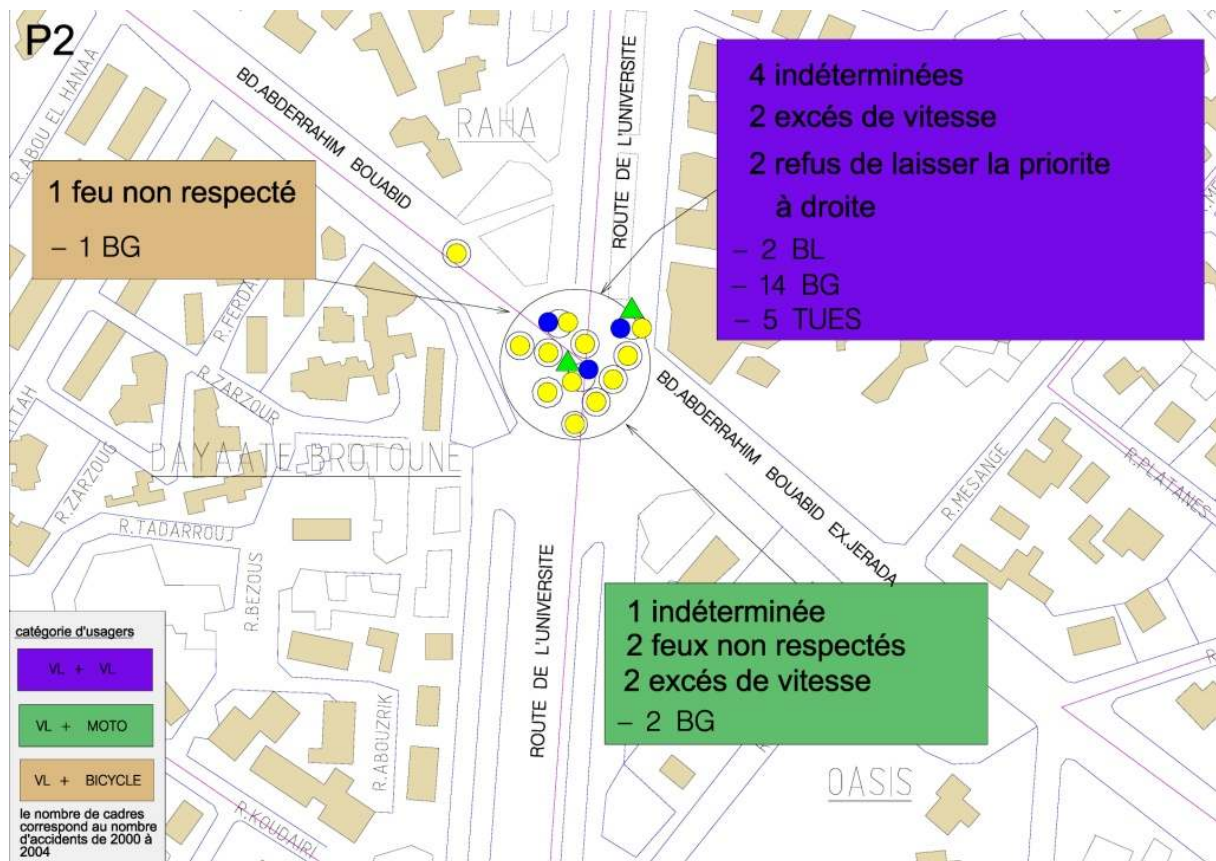 P2
R.ABOU EL HANAA
BD.ABDERRAHIM BOUABID
RAHA
ROUTE DE L'UNIVERSITE
ROUTE DE L'UNIVERSITE
4 indéterminées
2 excés de vitesse
2 refus de laisser la priorite
à droite
– 2 BL
– 14 BG
– 5 TUES
1 feu non respecté
– 1 BG
R.ZARZOUR
DAYAATE BROTOUNE
R.ZARZOUG
R.TADARROUJ
R.BEZOUS
BD.ABDERRAHIM BOUABID EX.JERADA
R.MESANGE
R.PLATANES
ROUTE DE L'UNIVERSITE
1 indéterminée
2 feux non respectés
2 excés de vitesse
– 2 BG
R.ABOUZRIK
R.KOUDAIRI
OASIS
catégorie d'usagers
VL + VL
VL + MOTO
VL + BICYCLE
le nombre de cadres
correspond au nombre
d'accidents de 2000 à
2004